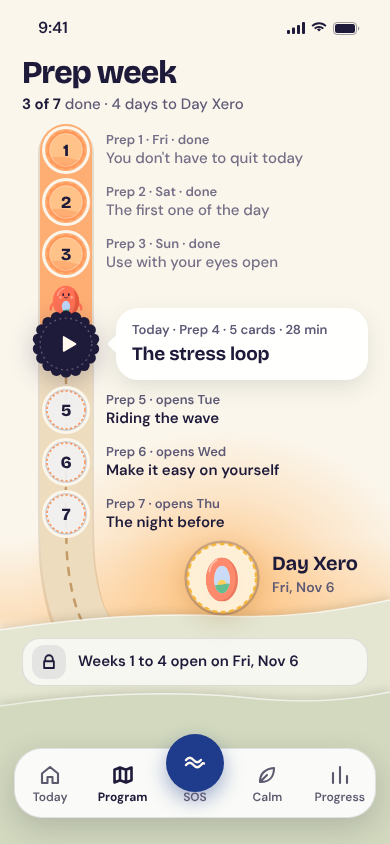 9:41
Prep week
3 of 7 done · 4 days to Day Xero
1
Prep 1 · Fri · done
You don't have to quit today
2
Prep 2 · Sat · done
The first one of the day
3
Prep 3 · Sun · done
Use with your eyes open
Today · Prep 4 · 5 cards · 28 min
The stress loop
5
Prep 5 · opens Tue
Riding the wave
6
Prep 6 · opens Wed
Make it easy on yourself
7
Prep 7 · opens Thu
The night before
Day Xero
Fri, Nov 6
Weeks 1 to 4 open on Fri, Nov 6
Today
Program
SOS
Calm
Progress